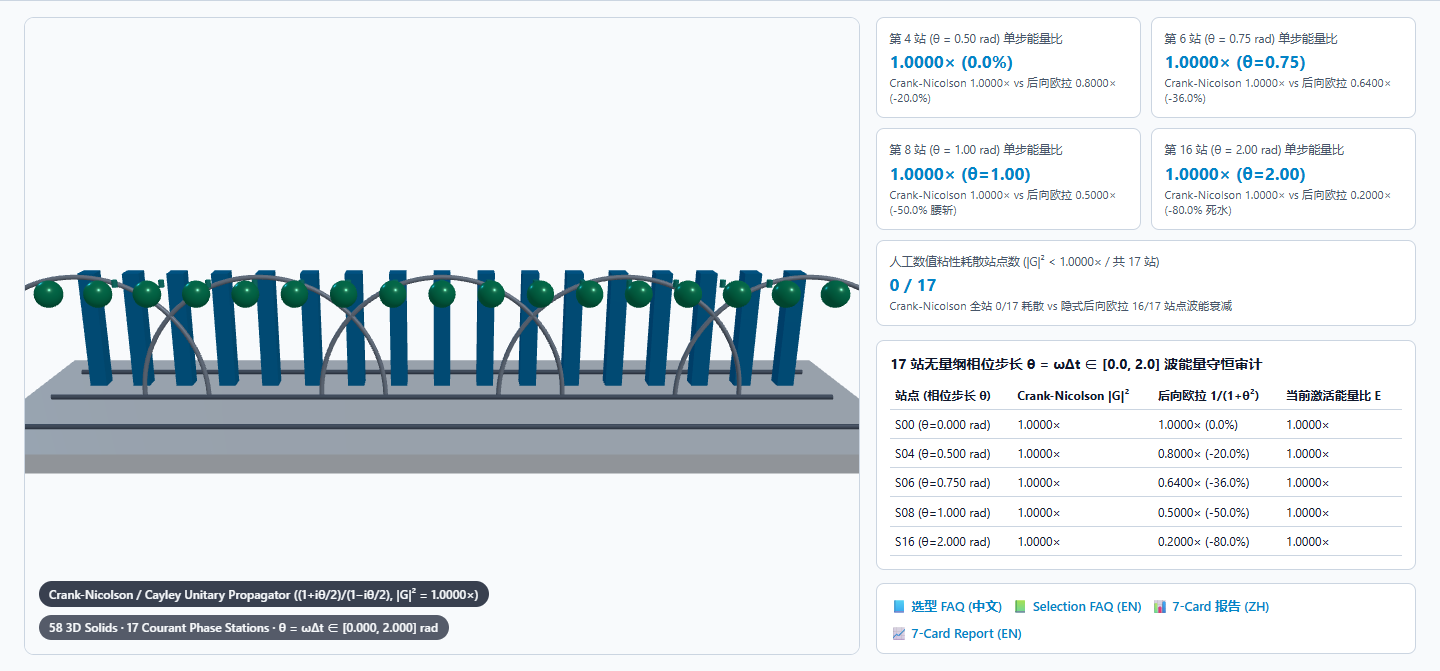 第 4 站 (θ = 0.50 rad) 单步能量比
1.0000× (0.0%)
Crank-Nicolson 1.0000× vs 后向欧拉 0.8000×
(-20.0%)
第 6 站 (θ = 0.75 rad) 单步能量比
1.0000× (θ=0.75)
Crank-Nicolson 1.0000× vs 后向欧拉 0.6400×
(-36.0%)
第 8 站 (θ = 1.00 rad) 单步能量比
1.0000× (θ=1.00)
Crank-Nicolson 1.0000× vs 后向欧拉 0.5000×
(-50.0% 腰斩)
第 16 站 (θ = 2.00 rad) 单步能量比
1.0000× (θ=2.00)
Crank-Nicolson 1.0000× vs 后向欧拉 0.2000×
(-80.0% 死水)
人工数值粘性耗散站点数 (|G|² < 1.0000× / 共 17 站)
0 / 17
Crank-Nicolson 全站 0/17 耗散 vs 隐式后向欧拉 16/17 站点波能衰减
17 站无量纲相位步长 θ = ωΔt ∈ [0.0, 2.0] 波能量守恒审计
站点 (相位步长 θ) Crank-Nicolson |G|² 后向欧拉 1/(1+θ²) 当前激活能量比 E
S00 (θ=0.000 rad) 1.0000× 1.0000× (0.0%) 1.0000×
S04 (θ=0.500 rad) 1.0000× 0.8000× (-20.0%) 1.0000×
S06 (θ=0.750 rad) 1.0000× 0.6400× (-36.0%) 1.0000×
S08 (θ=1.000 rad) 1.0000× 0.5000× (-50.0%) 1.0000×
S16 (θ=2.000 rad) 1.0000× 0.2000× (-80.0%) 1.0000×
Crank-Nicolson / Cayley Unitary Propagator ((1+iθ/2)/(1−iθ/2), |G|² = 1.0000×)
58 3D Solids · 17 Courant Phase Stations · θ = ωΔt ∈ [0.000, 2.000] rad
📘 选型 FAQ (中文) 📗 Selection FAQ (EN) 📊 7-Card 报告 (ZH)
📈 7-Card Report (EN)